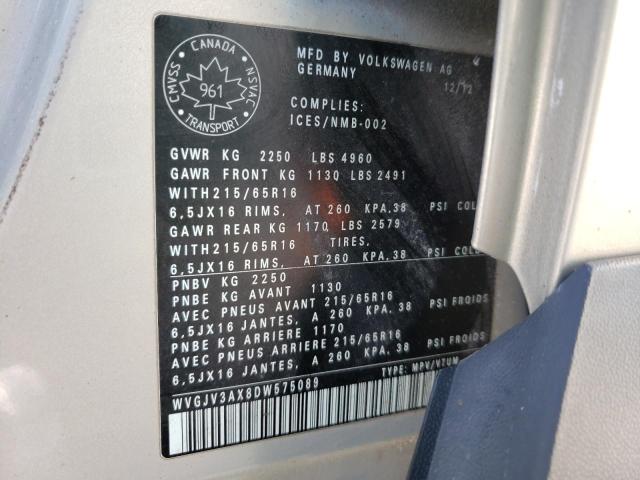 CANADA
CMVSS
NSVAC
961
TRANSPORT
MFD BY VOLKSWAGEN AG
GERMANY
12/12
COMPLIES:
ICES/NMB-002
GVWR KG 2250 LBS 4960
GAWR FRONT KG 1130 LBS 2491
WITH215/65R16
6,5JX16 RIMS, AT 260 KPA,38 PSI COL
GAWR REAR KG 1170 LBS 2579
WITH215/65R16 TIRES,
6,5JX16 RIMS, AT 260 KPA,38 PSI COL
PNBV KG 2250
PNBE KG AVANT 1130
AVEC PNEUS AVANT 215/65R16
6,5JX16 JANTES, A 260 KPA, 38 PSI FROIDS
PNBE KG ARRIERE 1170
AVEC PNEUS ARRIERE 215/65R16
6,5JX16 JANTES, A 260 KPA, 38 PSI FROIDS
WVGJV3AX8DW575089 TYPE: MPV/VTUM